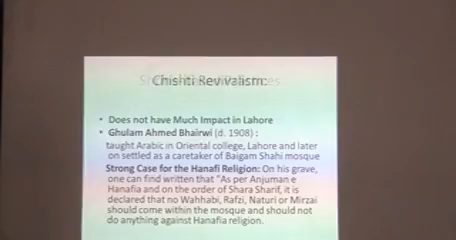 Chishti Revivalism:
• Does not have Much Impact in Lahore
• Ghulam Ahmed Bhairwi (d. 1908) :
taught Arabic in Oriental college, Lahore and later
on settled as a caretaker of Baigam Shahi mosque
Strong Case for the Hanafi Religion: On his grave,
one can find written that "As per Anjuman e
Hanafia and on the order of Shara Sharif, it is
declared that no Wahhabi, Rafzi, Naturi or Mirzai
should come within the mosque and should not
do anything against Hanafia religion.